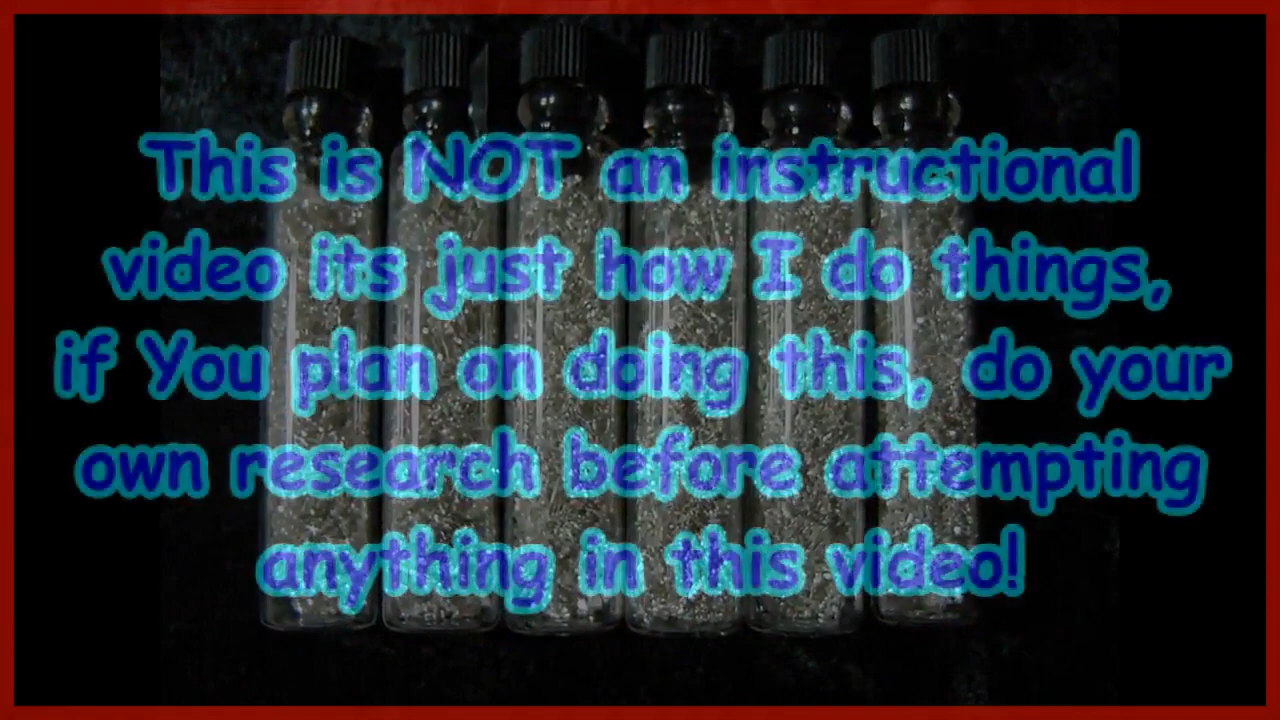 This is NOT an instructional
video its just how I do things,
if You plan on doing this, do your
own research before attempting
anything in this video!